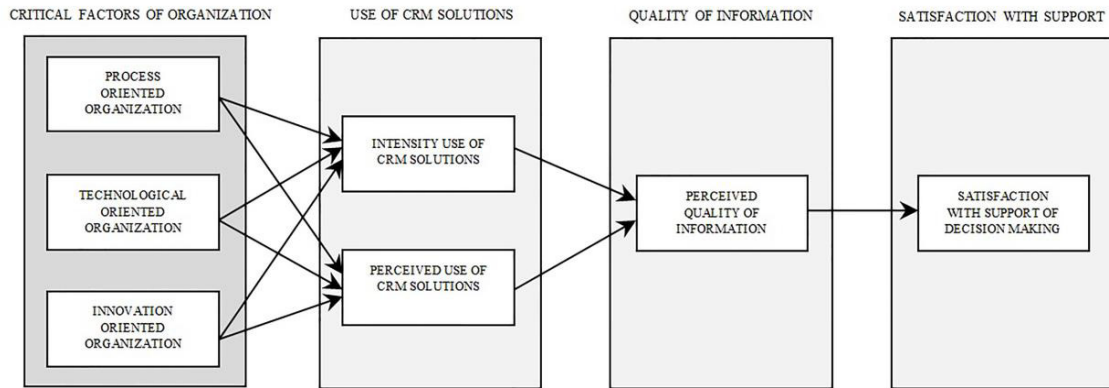 CRITICAL FACTORS OF ORGANIZATION
USE OF CRM SOLUTIONS
QUALITY OF INFORMATION
SATISFACTION WITH SUPPORT
PROCESS
ORIENTED
ORGANIZATION
TECHNOLOGICAL
ORIENTED
ORGANIZATION
INNOVATION
ORIENTED
ORGANIZATION
INTENSITY USE OF
CRM SOLUTIONS
PERCEIVED USE OF
CRM SOLUTIONS
PERCEIVED
QUALITY OF
INFORMATION
SATISFACTION
WITH SUPPORT OF
DECISION MAKING